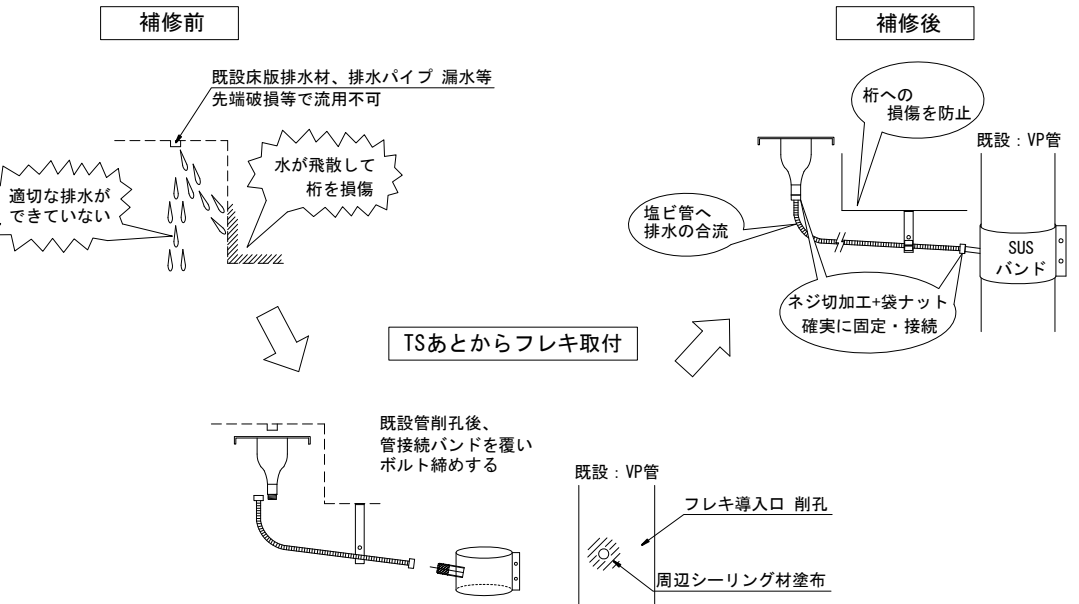 補修前
既設床版排水材、排水パイプ 漏水等
先端破損等で流用不可
適切な排水が
できていない
水が飛散して
桁を損傷
補修後
桁への
損傷を防止
既設：VP管
塩ビ管へ
排水の合流
SUS
バンド
ネジ切加工+袋ナット
確実に固定・接続
TSあとからフレキ取付
既設管削孔後、
管接続バンドを覆い
ボルト締めする
既設：VP管
フレキ導入口 削孔
周辺シーリング材塗布